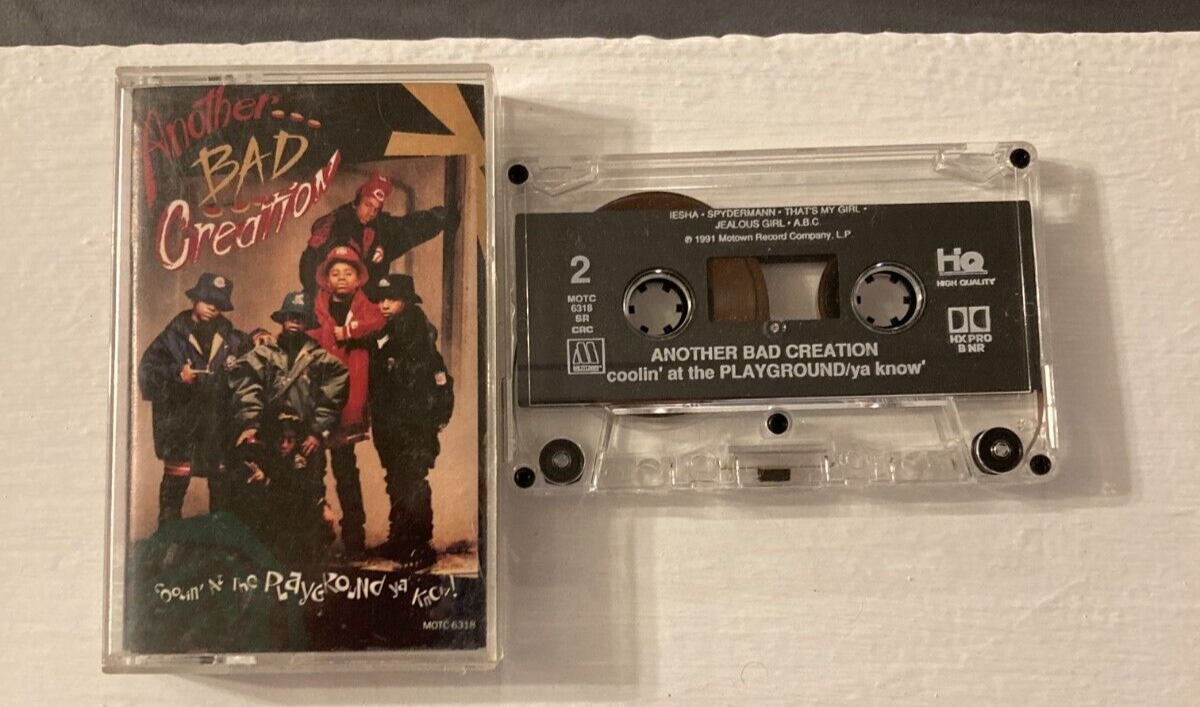 Another...
BAD
Creation
coolin' At The PLAyGROUNd ya' Know!
MOTC-6318
IESHA • SPYDERMANN • THAT'S MY GIRL •
JEALOUS GIRL • A.B.C.
℗ 1991 Motown Record Company, L.P.
2
MOTC
6318
SR
CRC
M
MOTOWN
HQ
HIGH QUALITY
HX PRO
B NR
ANOTHER BAD CREATION
coolin' at the PLAYGROUND/ya know'